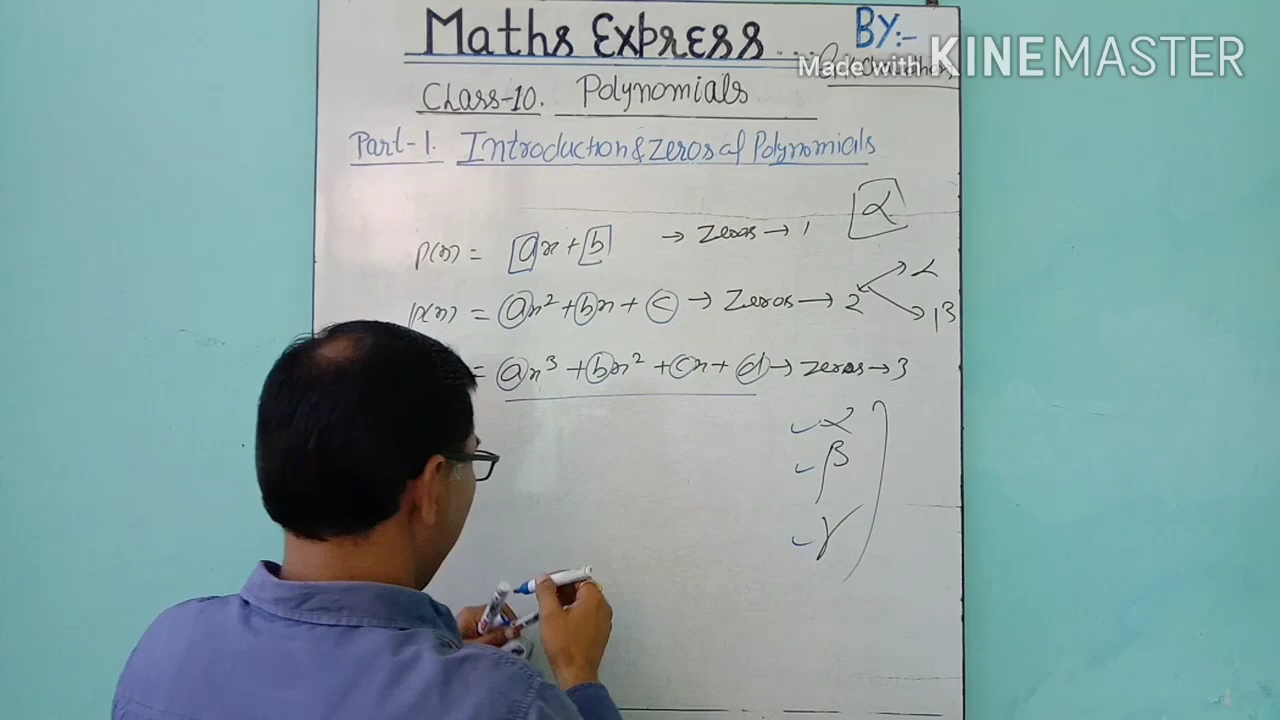 Maths Express.... BY:-
Made with KINEMASTER
Class-10. Polynomials
Part-1. Introduction & Zeros of Polynomials
α
p(x) = ax + b → Zeros → 1
p(x) = ax² + bx + c → Zeros → 2 α β
= ax³ + bx² + cx + d → Zeros → 3
α
β
γ